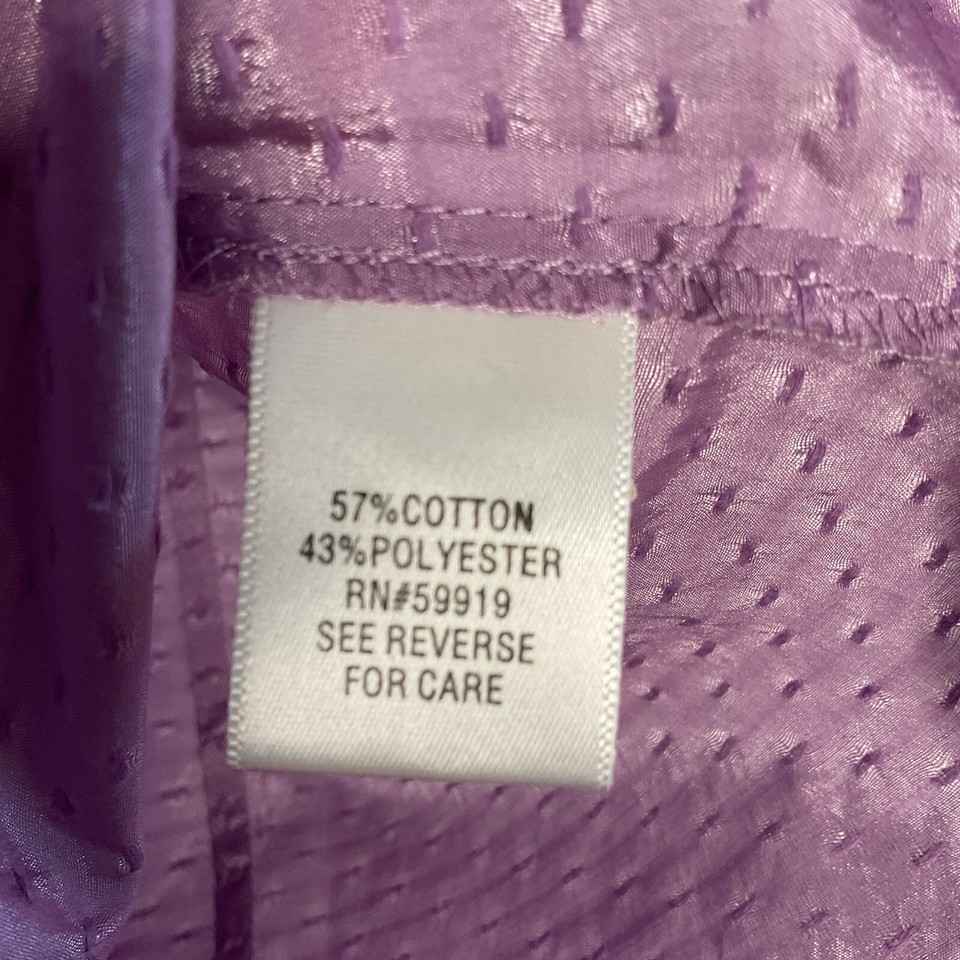 57%COTTON
43%POLYESTER
RN#59919
SEE REVERSE
FOR CARE